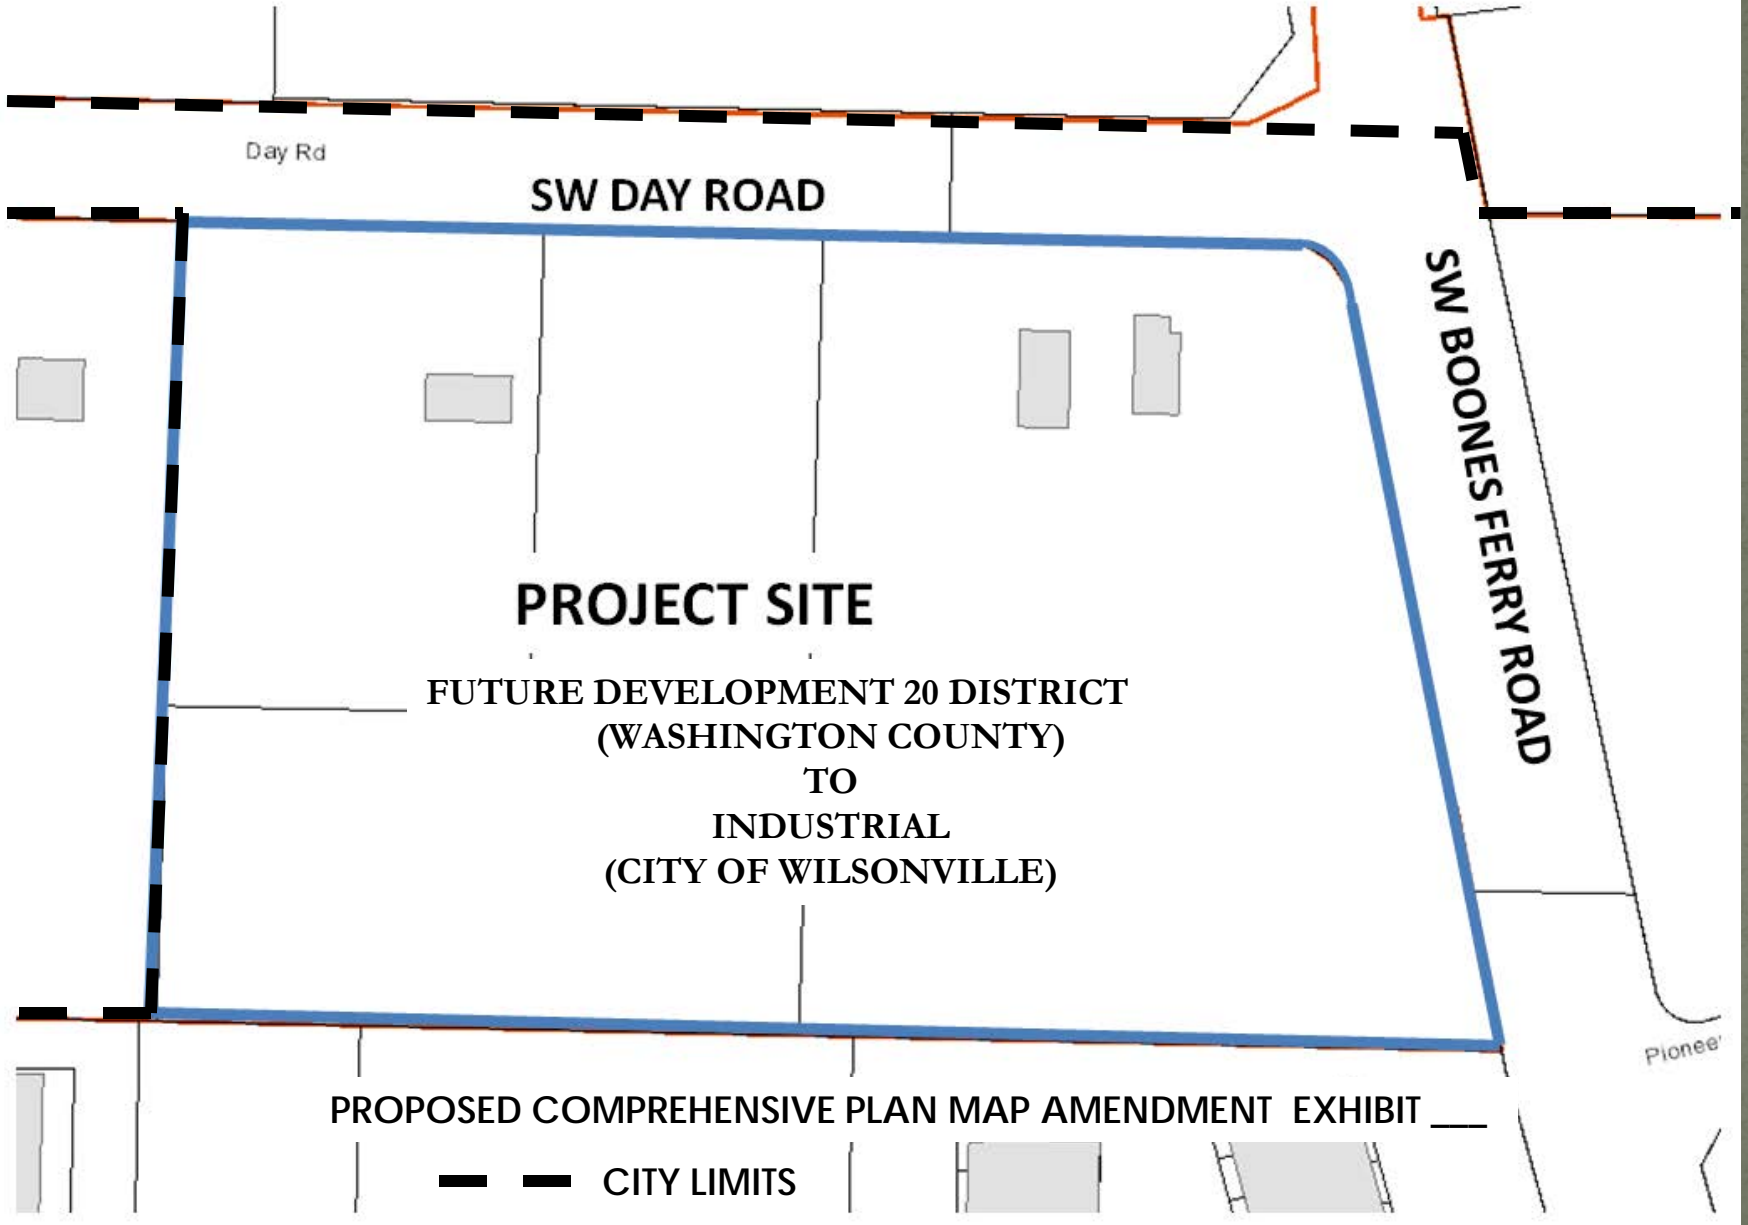 Day Rd
SW DAY ROAD
SW BOONES FERRY ROAD
PROJECT SITE
FUTURE DEVELOPMENT 20 DISTRICT
(WASHINGTON COUNTY)
TO
INDUSTRIAL
(CITY OF WILSONVILLE)
Pionee
PROPOSED COMPREHENSIVE PLAN MAP AMENDMENT EXHIBIT ___
CITY LIMITS